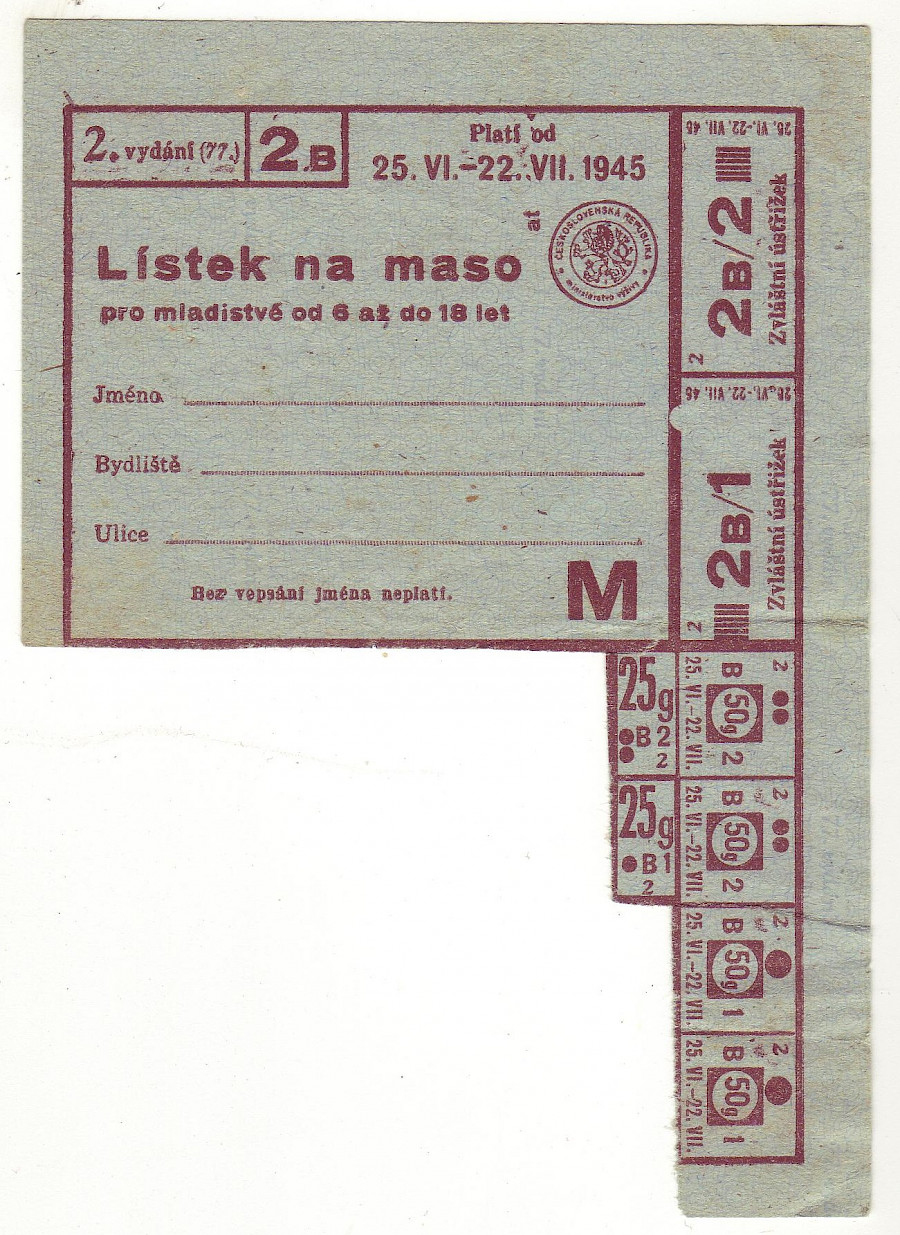 2. vydání (77.)
2.B
Platí od
25. VI.–22. VII. 1945
at
ČESKOSLOVENSKÁ REPUBLIKA
ministerstvo výživy
Lístek na maso
pro mladistvé od 6 až do 18 let
Jméno
Bydliště
Ulice
Bez vepsání jména neplatí.
M
25. VI.–22. VII. 45
2B/2
Zvláštní ústřižek
2
25. VI.–22. VII. 45
2B/1
Zvláštní ústřižek
2
25g
B 2
2
25. VI.–22. VII.
B 50g 2
2
25g
B1
2
25. VI.–22. VII.
B 50g 2
2
25. VI.–22. VII.
B 50g 1
2
25. VI.–22. VII.
B 50g 1
2